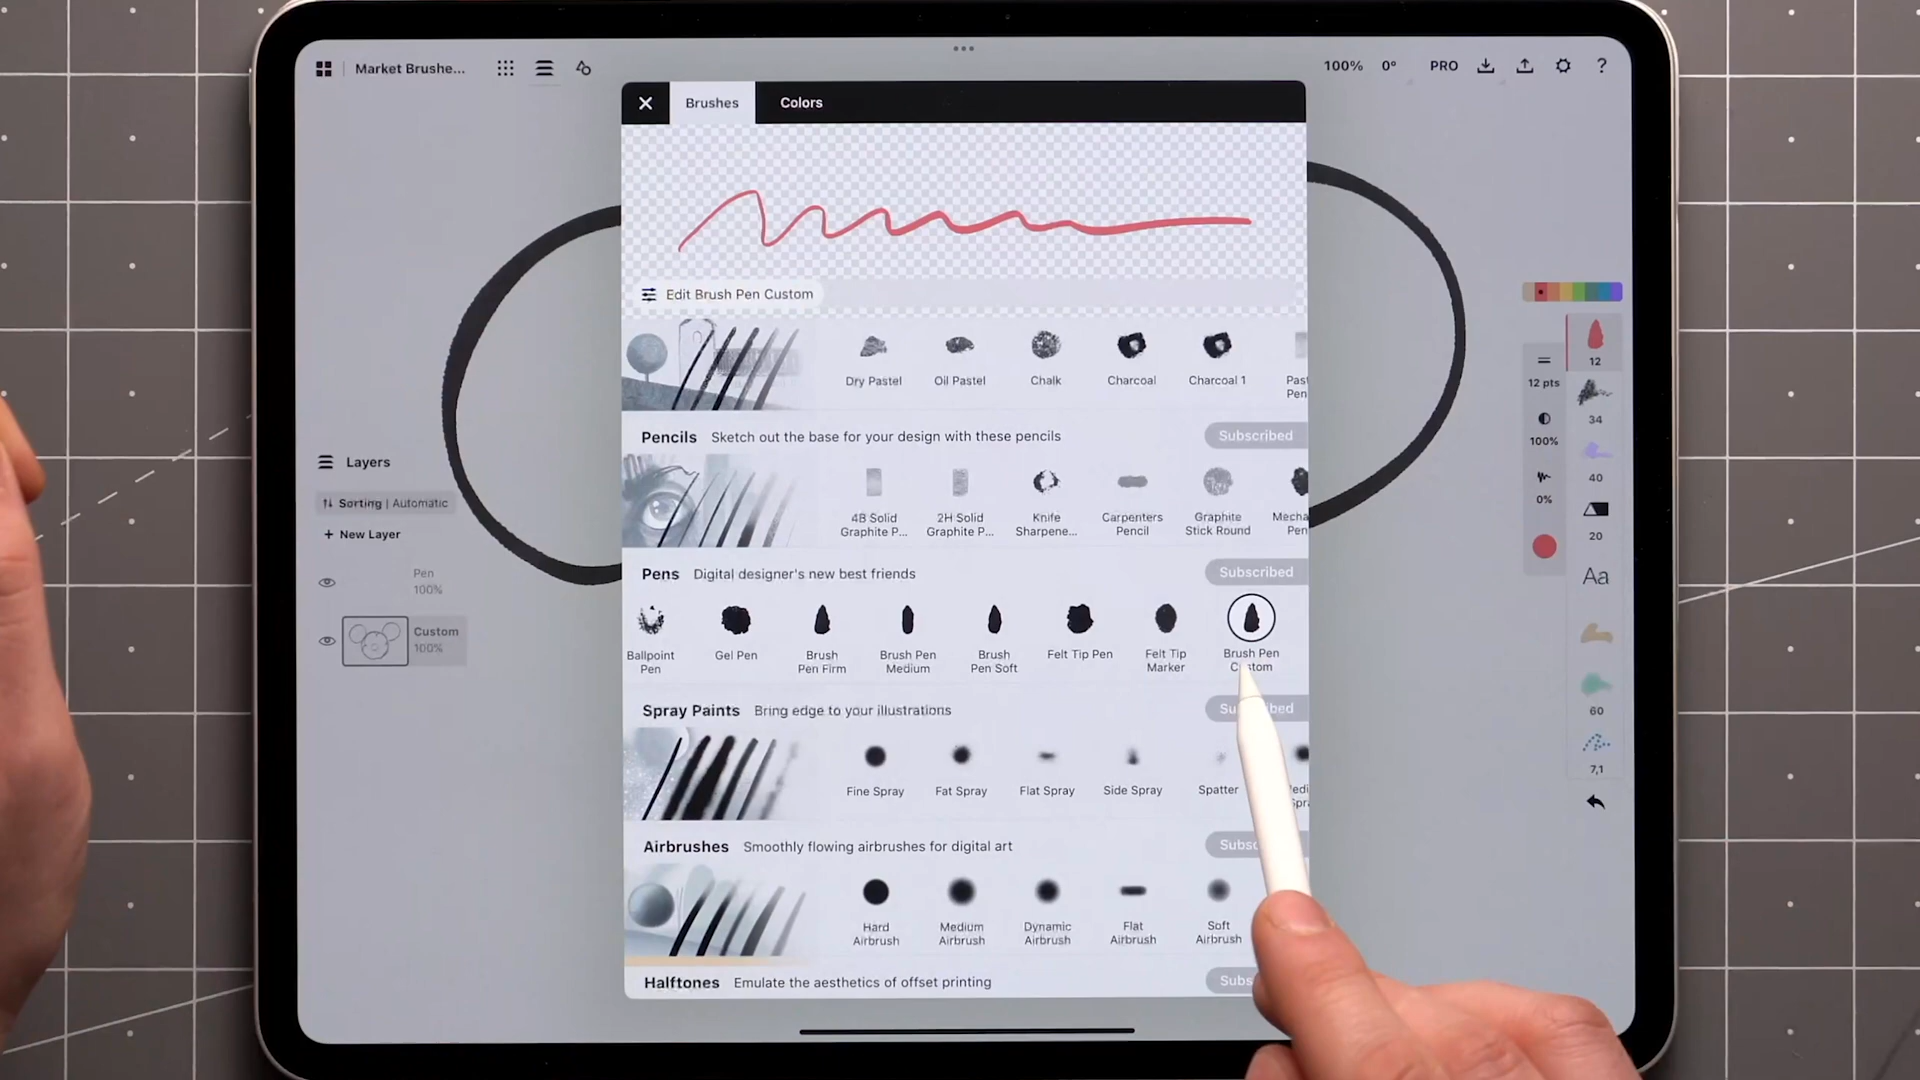 Market Brushe...
100% 0° PRO ?
Brushes Colors
Edit Brush Pen Custom
Dry Pastel
Oil Pastel
Chalk
Charcoal
Charcoal 1
Pencils Sketch out the base for your design with these pencils Subscribed
4B Solid
Graphite P...
2H Solid
Graphite P...
Knife
Sharpene...
Carpenters
Pencil
Graphite
Stick Round
Pens Digital designer's new best friends Subscribed
Ballpoint
Pen
Gel Pen
Brush
Pen Firm
Brush Pen
Medium
Brush
Pen Soft
Felt Tip Pen
Felt Tip
Marker
Brush Pen
Spray Paints Bring edge to your illustrations
Fine Spray
Fat Spray
Flat Spray
Side Spray
Spatter
Airbrushes Smoothly flowing airbrushes for digital art
Hard
Airbrush
Medium
Airbrush
Dynamic
Airbrush
Flat
Airbrush
Soft
Airbrush
Halftones Emulate the aesthetics of offset printing
Layers
Sorting | Automatic
+ New Layer
Pen
100%
Custom
100%
12 pts
100%
0%
12
34
40
20
Aa
60
7,1